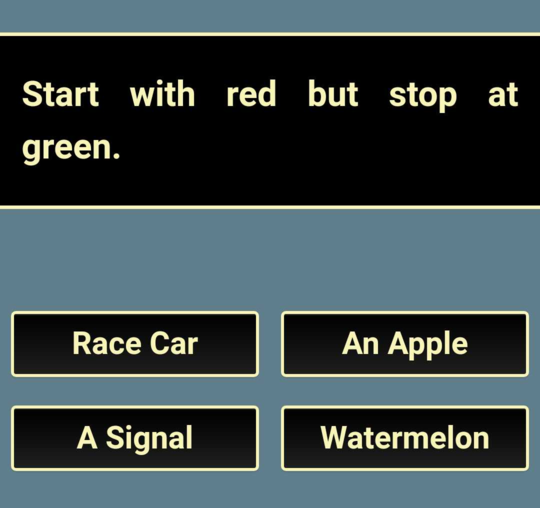 Start with red but stop at
green.
Race Car
An Apple
A Signal
Watermelon